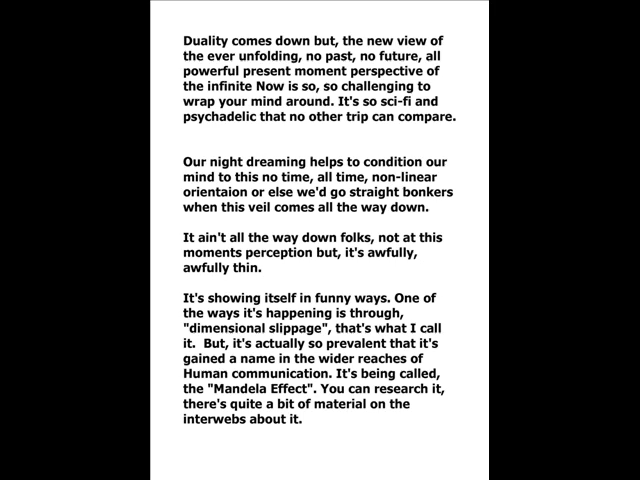 Duality comes down but, the new view of
the ever unfolding, no past, no future, all
powerful present moment perspective of
the infinite Now is so, so challenging to
wrap your mind around. It's so sci-fi and
psychadelic that no other trip can compare.
Our night dreaming helps to condition our
mind to this no time, all time, non-linear
orientaion or else we'd go straight bonkers
when this veil comes all the way down.
It ain't all the way down folks, not at this
moments perception but, it's awfully,
awfully thin.
It's showing itself in funny ways. One of
the ways it's happening is through,
"dimensional slippage", that's what I call
it.  But, it's actually so prevalent that it's
gained a name in the wider reaches of
Human communication. It's being called,
the "Mandela Effect". You can research it,
there's quite a bit of material on the
interwebs about it.